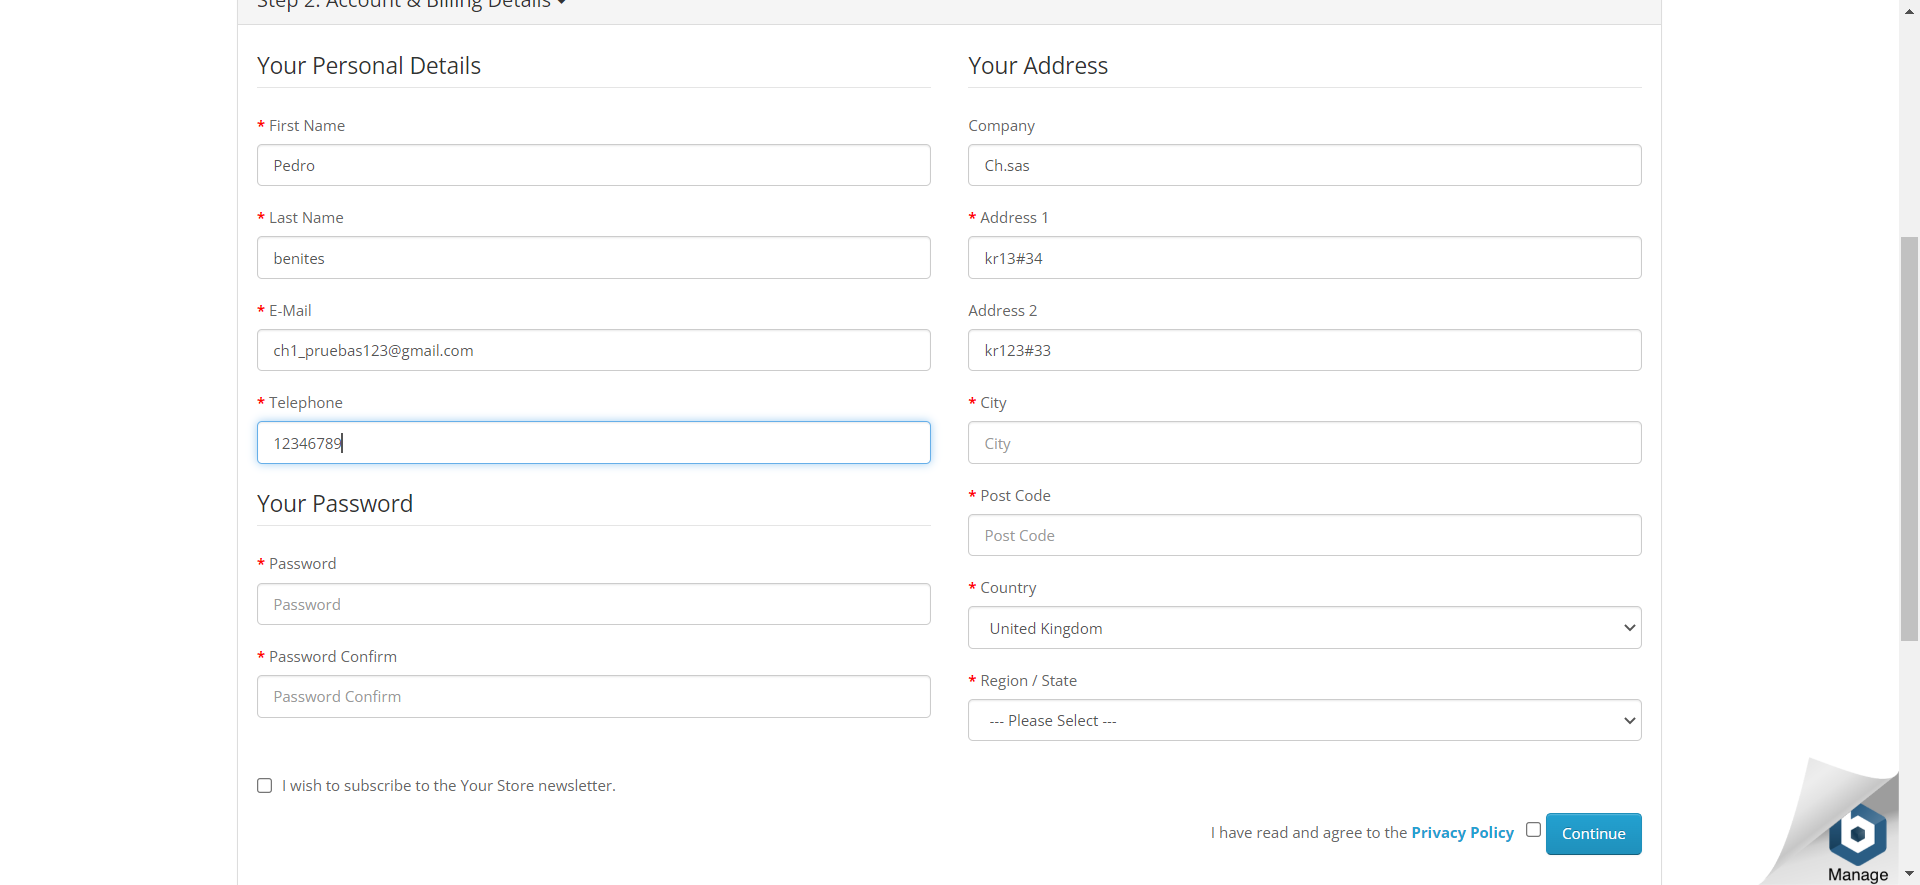 Step 2: Account & Billing Details
Your Personal Details
* First Name
Pedro
* Last Name
benites
* E-Mail
ch1_pruebas123@gmail.com
* Telephone
12346789
Your Password
* Password
Password
* Password Confirm
Password Confirm
Your Address
Company
Ch.sas
* Address 1
kr13#34
Address 2
kr123#33
* City
City
* Post Code
Post Code
* Country
United Kingdom
* Region / State
--- Please Select ---
I wish to subscribe to the Your Store newsletter.
I have read and agree to the Privacy Policy
Continue
b
Manage